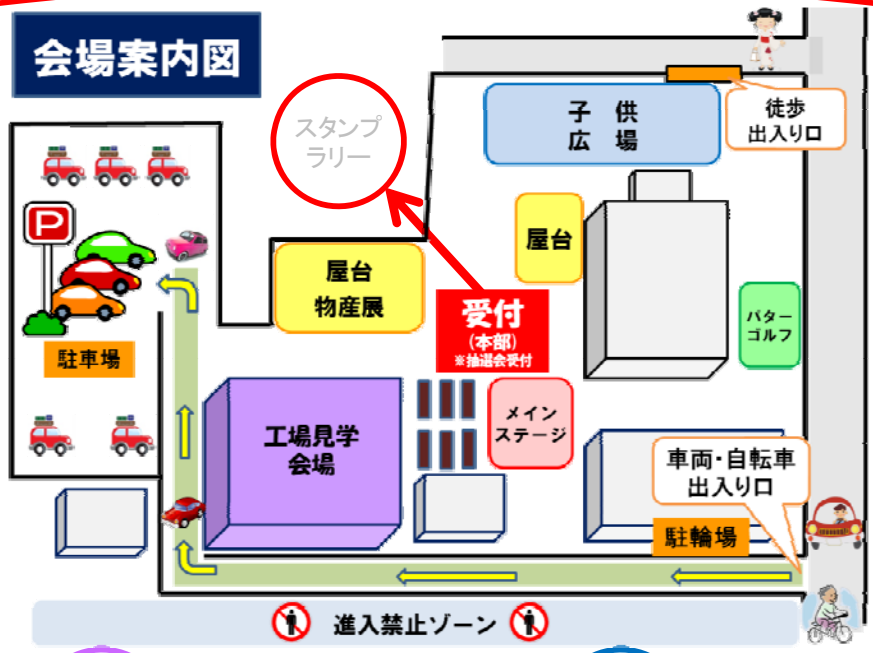 会場案内図
スタンプ
ラリー
子供
広場
徒歩
出入り口
P
屋台
屋台
物産展
受付
(本部)
※抽選会受付
パター
ゴルフ
駐車場
メイン
ステージ
工場見学
会場
車両・自転車
出入り口
駐輪場
進入禁止ゾーン